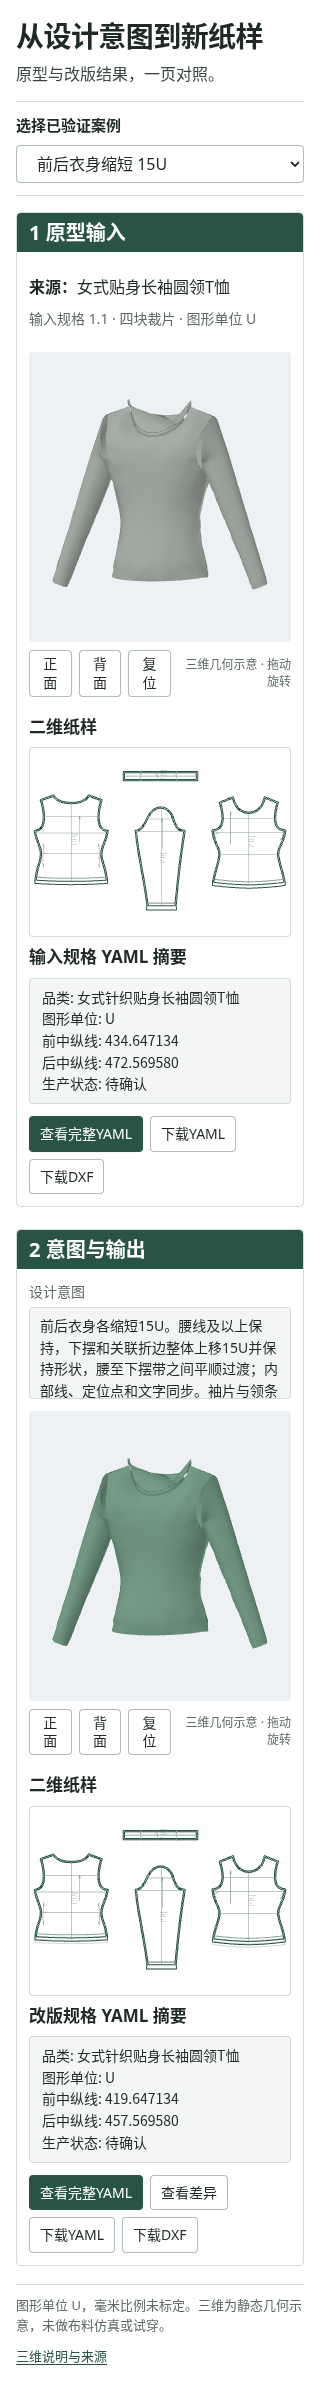 从设计意图到新纸样
原型与改版结果，一页对照。
选择已验证案例
前后衣身缩短 15U
1 原型输入
来源：女式贴身长袖圆领T恤
输入规格 1.1 · 四块裁片 · 图形单位 U
正面
背面
复位
三维几何示意 · 拖动
旋转
二维纸样
输入规格 YAML 摘要
品类: 女式针织贴身长袖圆领T恤
图形单位: U
前中纵线: 434.647134
后中纵线: 472.569580
生产状态: 待确认
查看完整YAML
下载YAML
下载DXF
2 意图与输出
设计意图
前后衣身各缩短15U。腰线及以上保
持，下摆和关联折边整体上移15U并保
持形状，腰至下摆带之间平顺过渡；内
部线、定位点和文字同步。袖片与领条
正面
背面
复位
三维几何示意 · 拖动
旋转
二维纸样
改版规格 YAML 摘要
品类: 女式针织贴身长袖圆领T恤
图形单位: U
前中纵线: 419.647134
后中纵线: 457.569580
生产状态: 待确认
查看完整YAML
查看差异
下载YAML
下载DXF
图形单位 U，毫米比例未标定。三维为静态几何示
意，未做布料仿真或试穿。
三维说明与来源